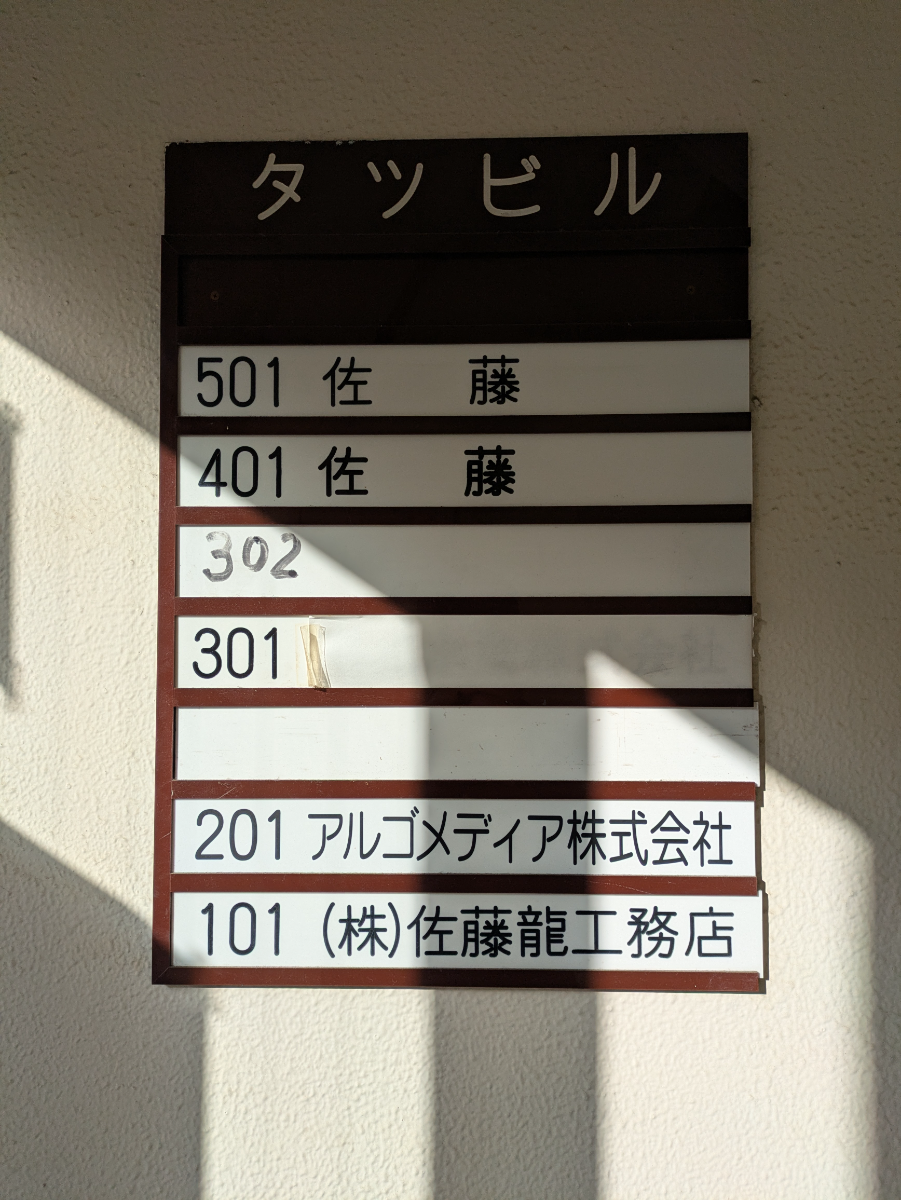 タツビル
501 佐 藤
401 佐 藤
302
301
201 アルゴメディア株式会社
101 (株)佐藤龍工務店